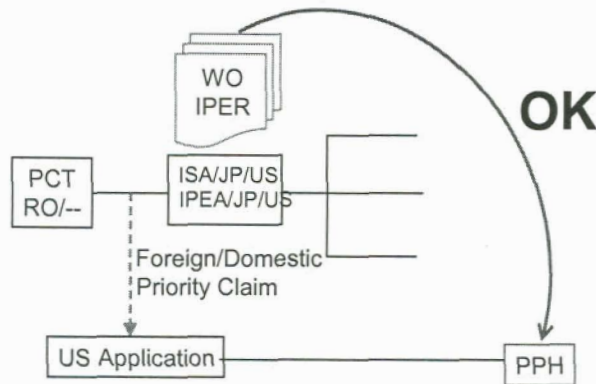 WO
IPER
OK
PCT
RO/--
ISA/JP/US
IPEA/JP/US
Foreign/Domestic
Priority Claim
US Application
PPH